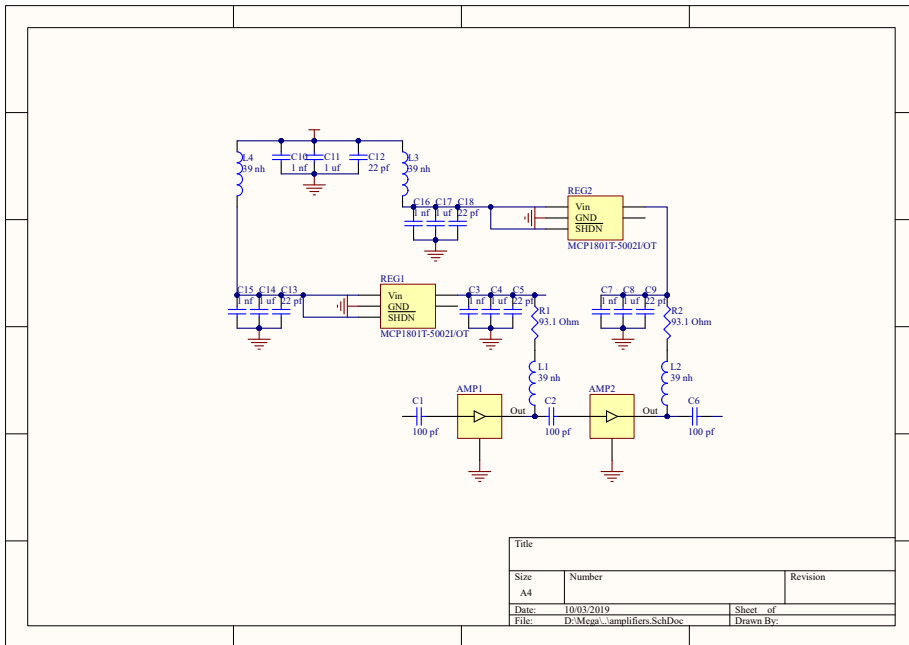 L4
39 nh
C10
1 nf
C11
1 uf
C12
22 pf
L3
39 nh
C16
1 nf
C17
1 uf
C18
22 pf
REG2
Vin
GND
SHDN
MCP1801T-5002I/OT
C15
1 nf
C14
1 uf
C13
22 pf
REG1
Vin
GND
SHDN
MCP1801T-5002I/OT
C3
1 nf
C4
1 uf
C5
22 pf
R1
93.1 Ohm
C7
1 nf
C8
1 uf
C9
22 pf
R2
93.1 Ohm
L1
39 nh
L2
39 nh
C1
100 pf
AMP1
Out
C2
100 pf
AMP2
Out
C6
100 pf
Title
Size
A4
Number
Revision
Date:
10/03/2019
Sheet of
File:
D:\Mega\..\amplifiers.SchDoc
Drawn By: